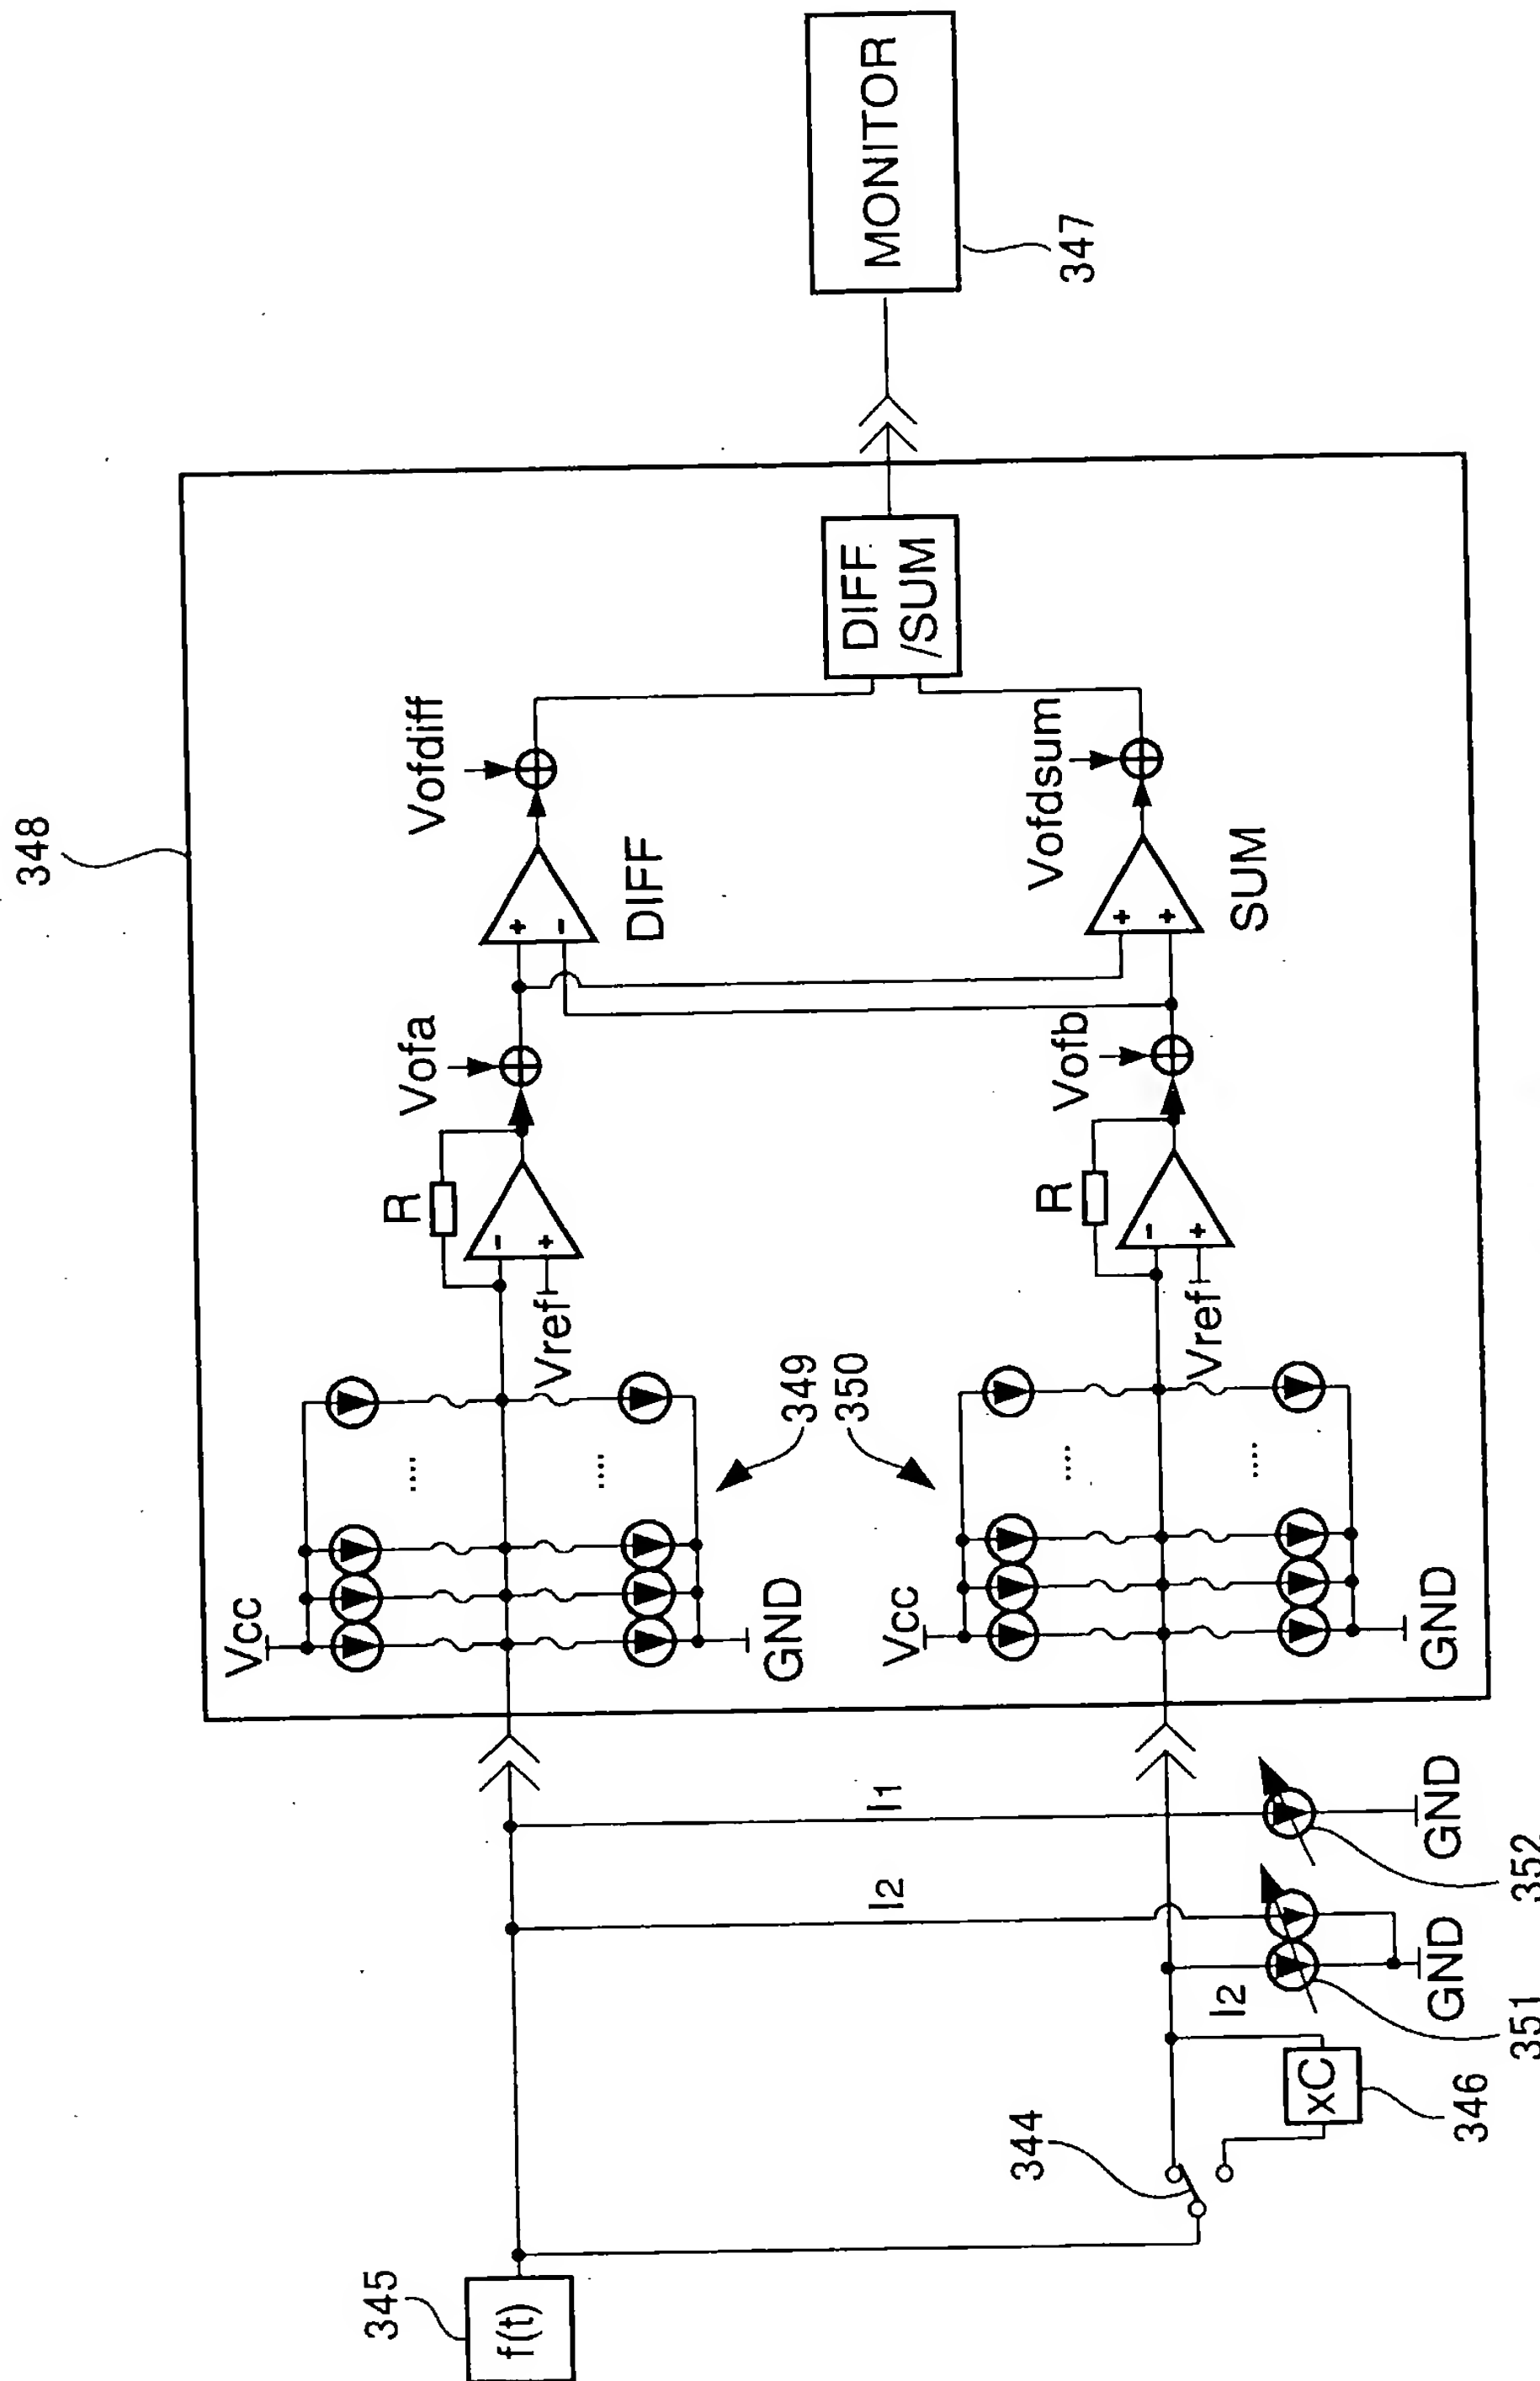 348
345
f(t)
344
xC
346
I2
351
GND
I2
I1
352
GND
Vcc
....
....
GND
349
R
-
+
Vref
Vofa
+
-
DIFF
Vofdiff
Vcc
....
....
GND
350
R
-
+
Vref
Vofb
+
+
SUM
Vofdsum
DIFF
/SUM
MONITOR
347